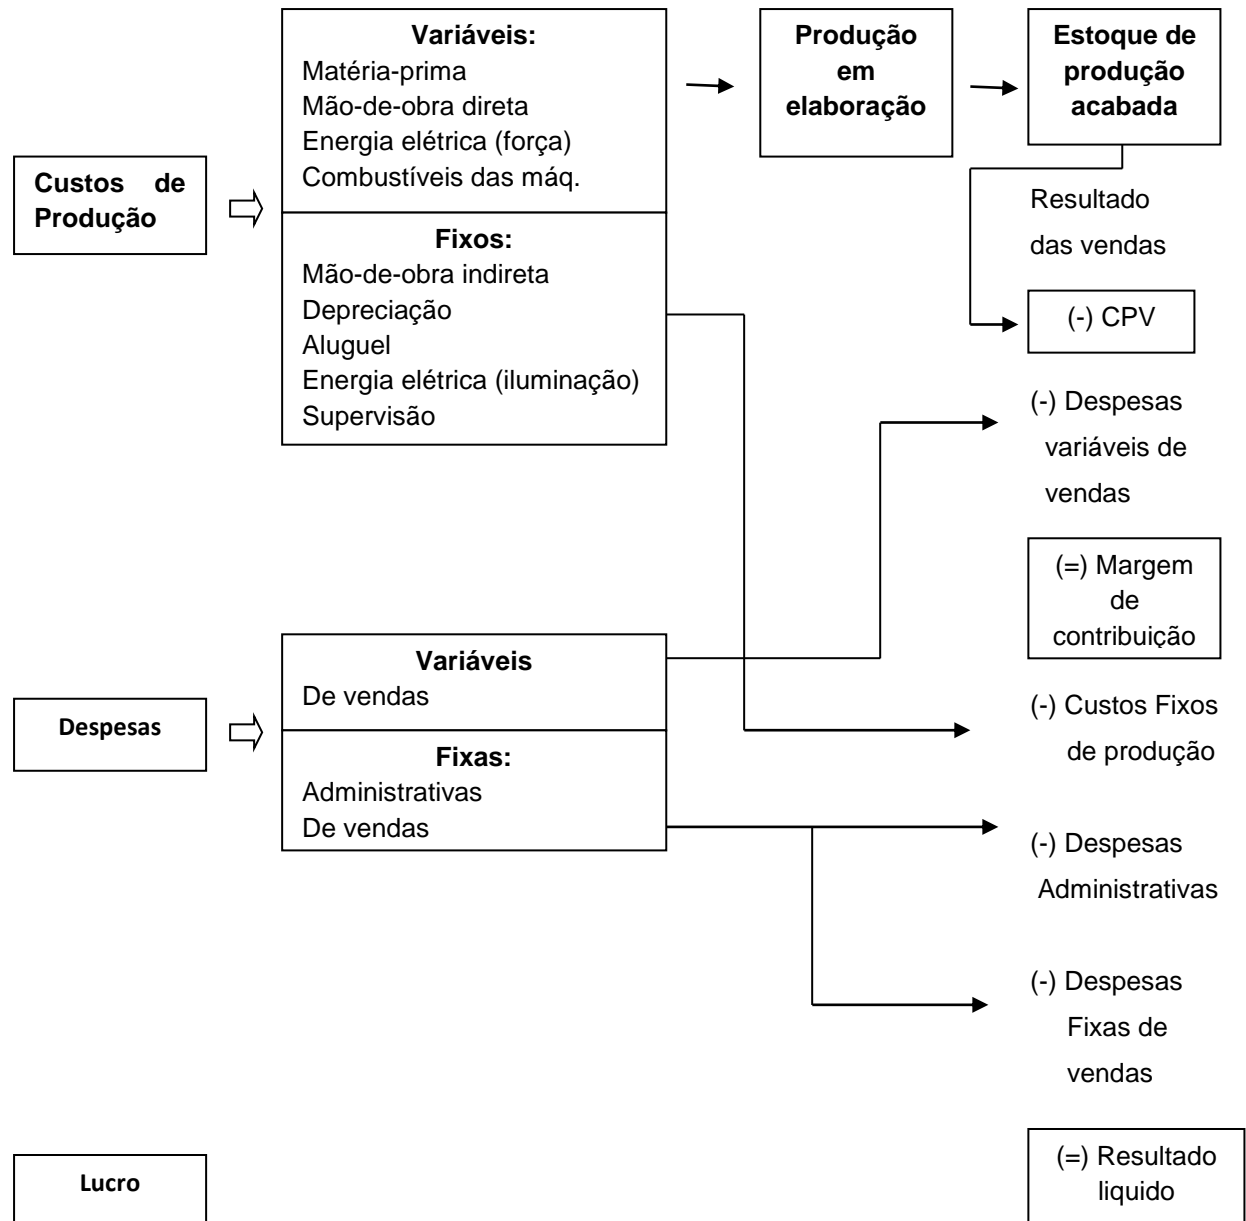 Custos de
Produção
Variáveis:
Matéria-prima
Mão-de-obra direta
Energia elétrica (força)
Combustíveis das máq.
Fixos:
Mão-de-obra indireta
Depreciação
Aluguel
Energia elétrica (iluminação)
Supervisão
Produção
em
elaboração
Estoque de
produção
acabada
Resultado
das vendas
(-) CPV
(-) Despesas
variáveis de
vendas
(=) Margem
de
contribuição
Despesas
Variáveis
De vendas
Fixas:
Administrativas
De vendas
(-) Custos Fixos
de produção
(-) Despesas
Administrativas
(-) Despesas
Fixas de
vendas
Lucro
(=) Resultado
liquido